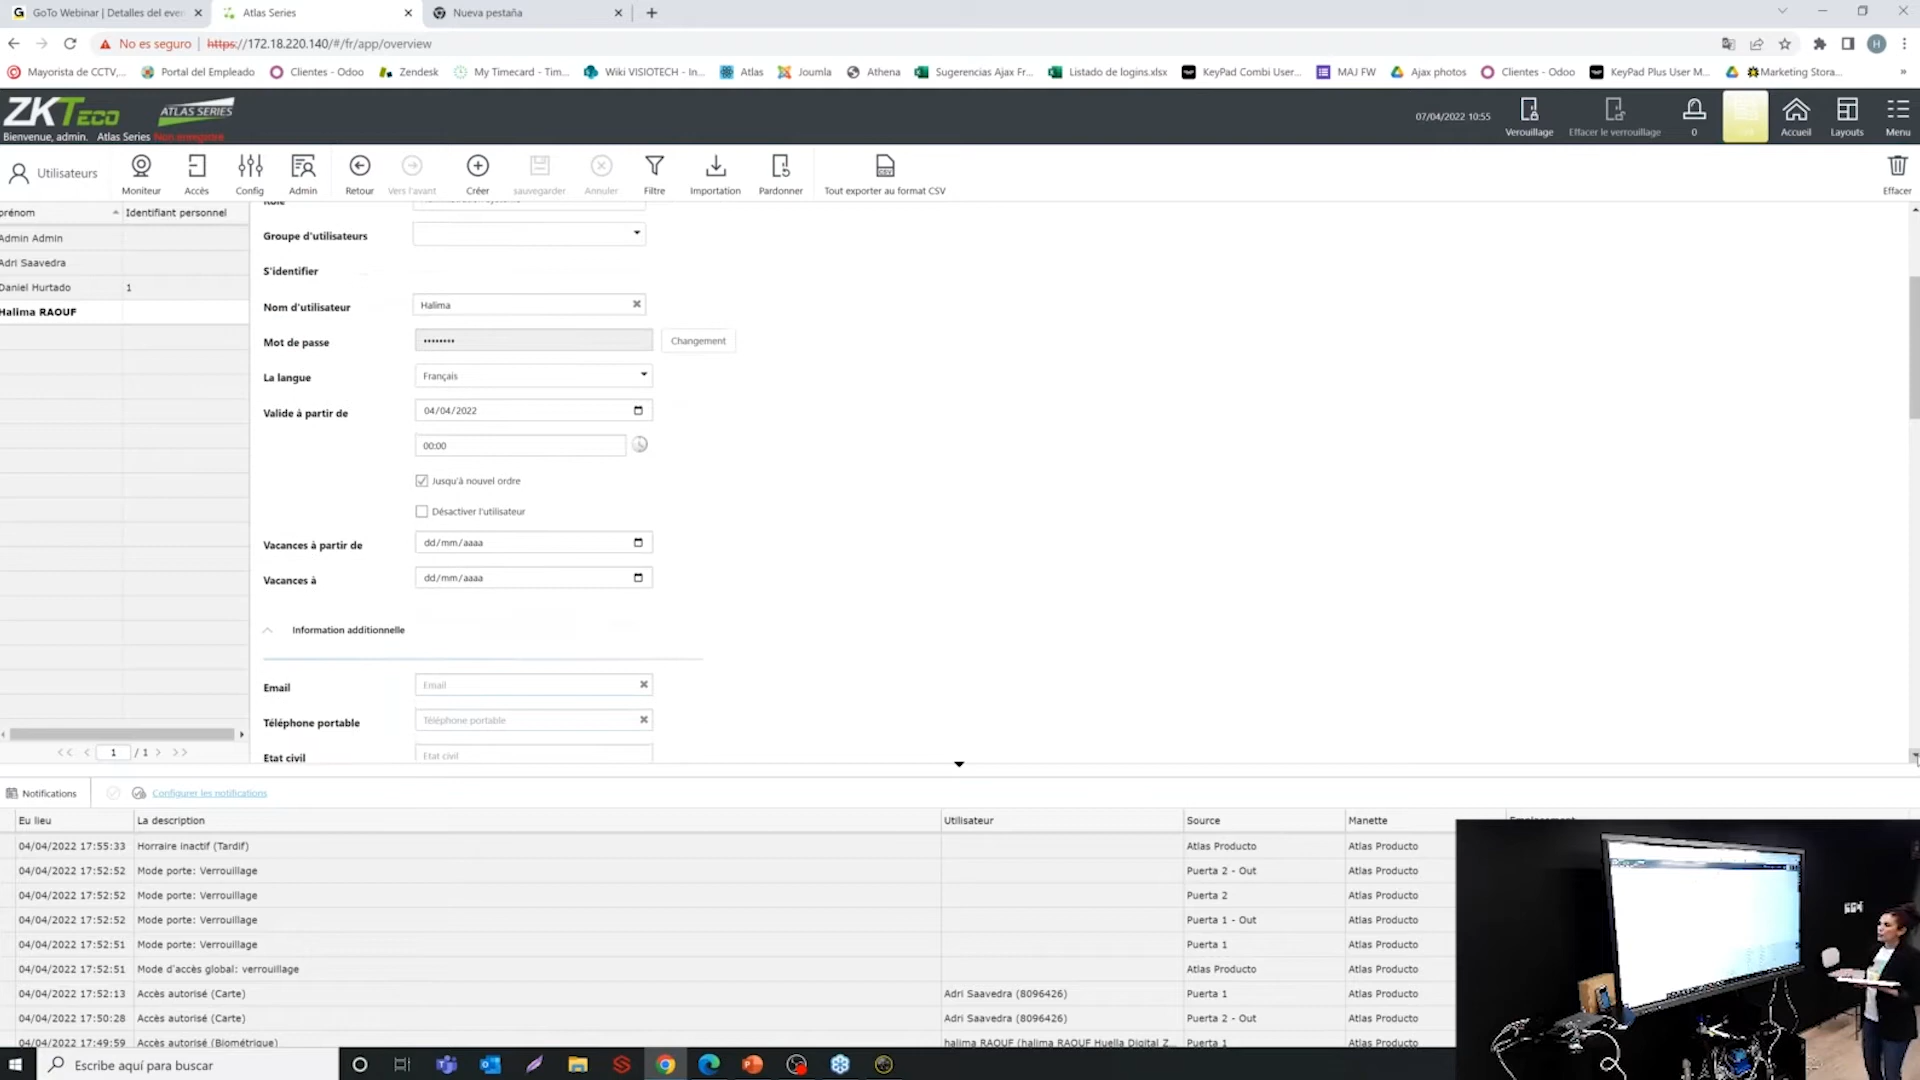 GoTo Webinar | Detalles del even
Atlas Series
Nueva pestaña
No es seguro
https://172.18.220.140/#/fr/app/overview
Mayorista de CCTV,...
Portal del Empleado
Clientes - Odoo
Zendesk
My Timecard - Tim...
Wiki VISIOTECH - In...
Atlas
Joomla
Athena
Sugerencias Ajax Fr...
Listado de logins.xlsx
KeyPad Combi User...
MAJ FW
Ajax photos
Clientes - Odoo
KeyPad Plus User M...
Marketing Stora...
ZKTeco
ATLAS SERIES
Bienvenue, admin. Atlas Series Non enregistré
07/04/2022 10:55
Verouillage
Effacer le verrouillage
0
Accueil
Layouts
Menu
Utilisateurs
Moniteur
Accès
Config
Admin
Retour
Vers l'avant
Créer
sauvegarder
Annuler
Filtre
Importation
Pardonner
Tout exporter au format CSV
Effacer
prénom
Identifiant personnel
Admin Admin
Adri Saavedra
Daniel Hurtado 1
Halima RAOUF
Groupe d'utilisateurs
S'identifier
Nom d'utilisateur Halima
Mot de passe •••••••• Changement
La langue Français
Valide à partir de 04/04/2022
00:00
Jusqu'à nouvel ordre
Désactiver l'utilisateur
Vacances à partir de dd/mm/aaaa
Vacances à dd/mm/aaaa
Information additionnelle
Email Email
Téléphone portable Téléphone portable
Etat civil Etat civil
<< < 1 / 1 > >>
Notifications
Configurer les notifications
Eu lieu La description Utilisateur Source Manette
04/04/2022 17:55:33 Horraire inactif (Tardif) Atlas Producto Atlas Producto
04/04/2022 17:52:52 Mode porte: Verrouillage Puerta 2 - Out Atlas Producto
04/04/2022 17:52:52 Mode porte: Verrouillage Puerta 2 Atlas Producto
04/04/2022 17:52:52 Mode porte: Verrouillage Puerta 1 - Out Atlas Producto
04/04/2022 17:52:51 Mode porte: Verrouillage Puerta 1 Atlas Producto
04/04/2022 17:52:51 Mode d'accès global: verrouillage Atlas Producto Atlas Producto
04/04/2022 17:52:13 Accès autorisé (Carte) Adri Saavedra (8096426) Puerta 1 Atlas Producto
04/04/2022 17:50:28 Accès autorisé (Carte) Adri Saavedra (8096426) Puerta 2 - Out Atlas Producto
04/04/2022 17:49:59 Accès autorisé (Biométrique) halima RAOUF (halima RAOUF Huella Digital Z... Puerta 1 Atlas Producto
Escribe aquí para buscar